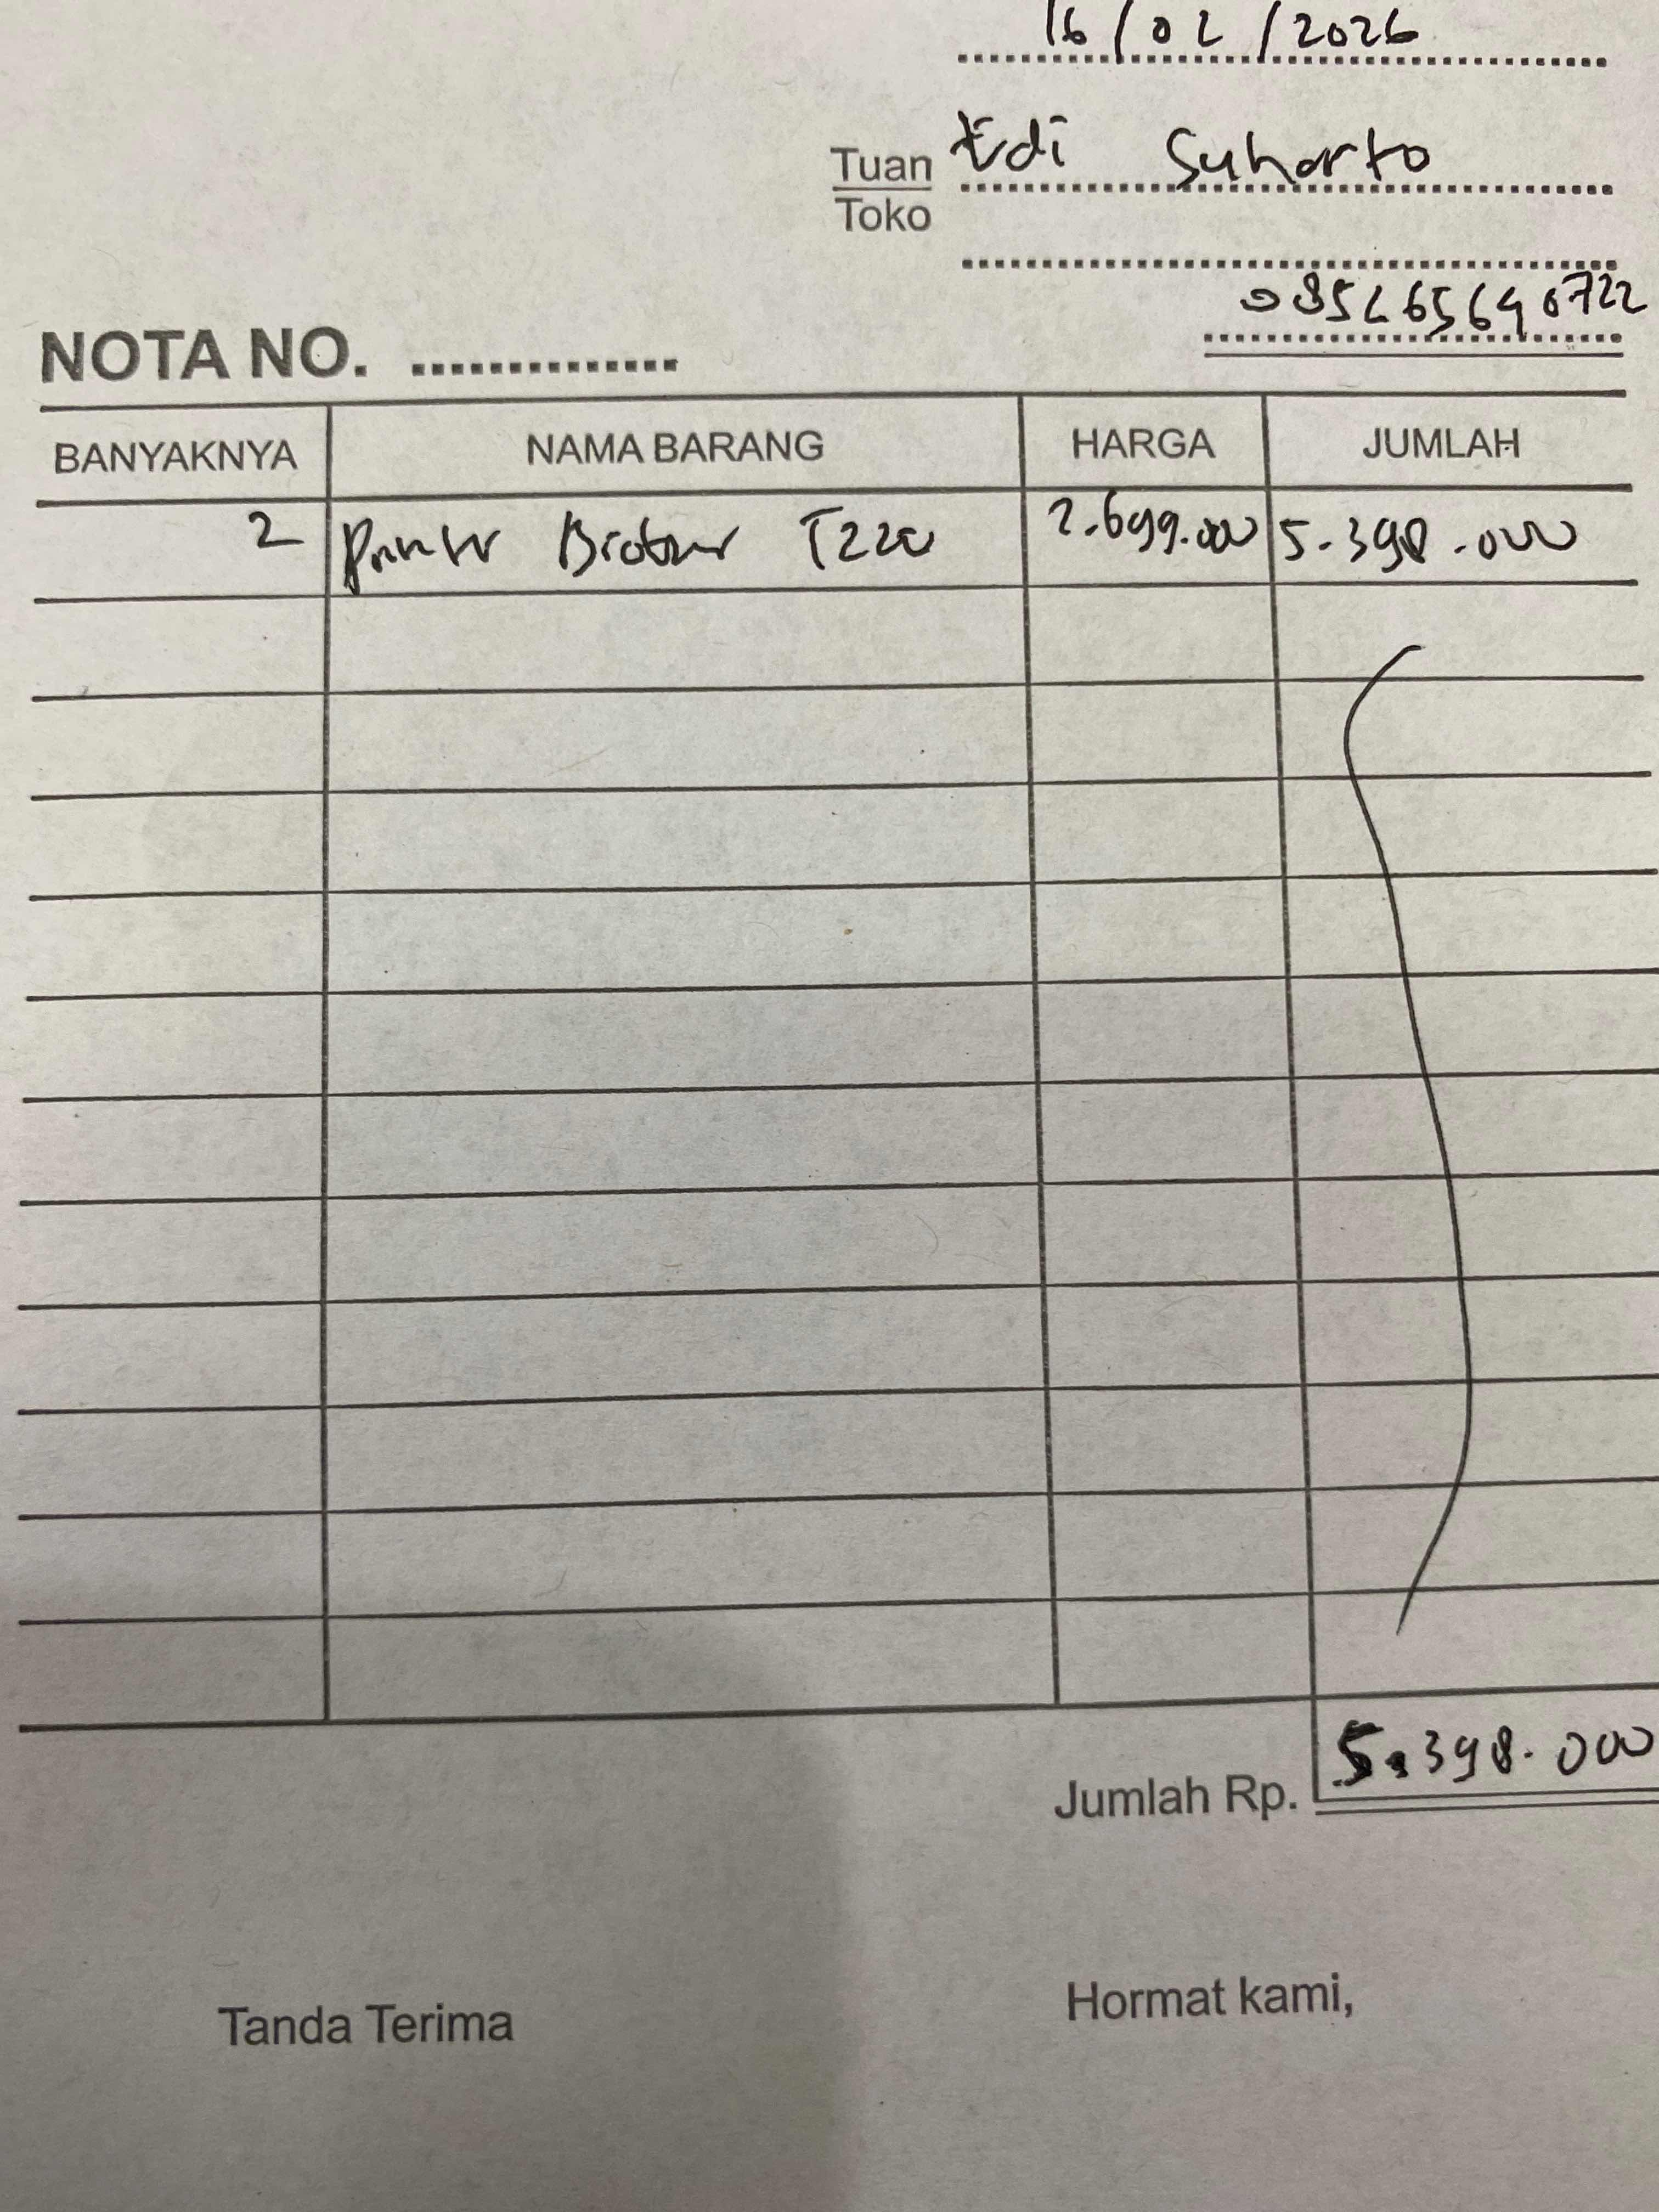 16/02/2026
Tuan Edi Suharto
Toko
085265640722
NOTA NO. ..............
BANYAKNYA NAMA BARANG HARGA JUMLAH
2 Printer Brother T220 2.699.000 5.398.000
Jumlah Rp. 5.398.000
Tanda Terima Hormat kami,